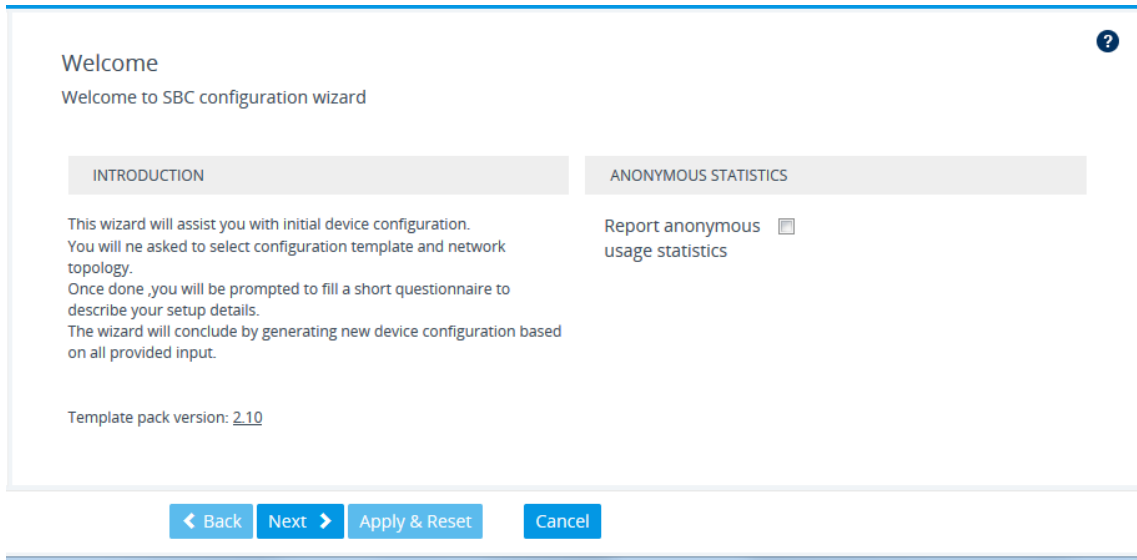 ?
Welcome
Welcome to SBC configuration wizard
INTRODUCTION
This wizard will assist you with initial device configuration.
You will ne asked to select configuration template and network
topology.
Once done ,you will be prompted to fill a short questionnaire to
describe your setup details.
The wizard will conclude by generating new device configuration based
on all provided input.
Template pack version: 2.10
ANONYMOUS STATISTICS
Report anonymous
usage statistics
Back
Next
Apply & Reset
Cancel